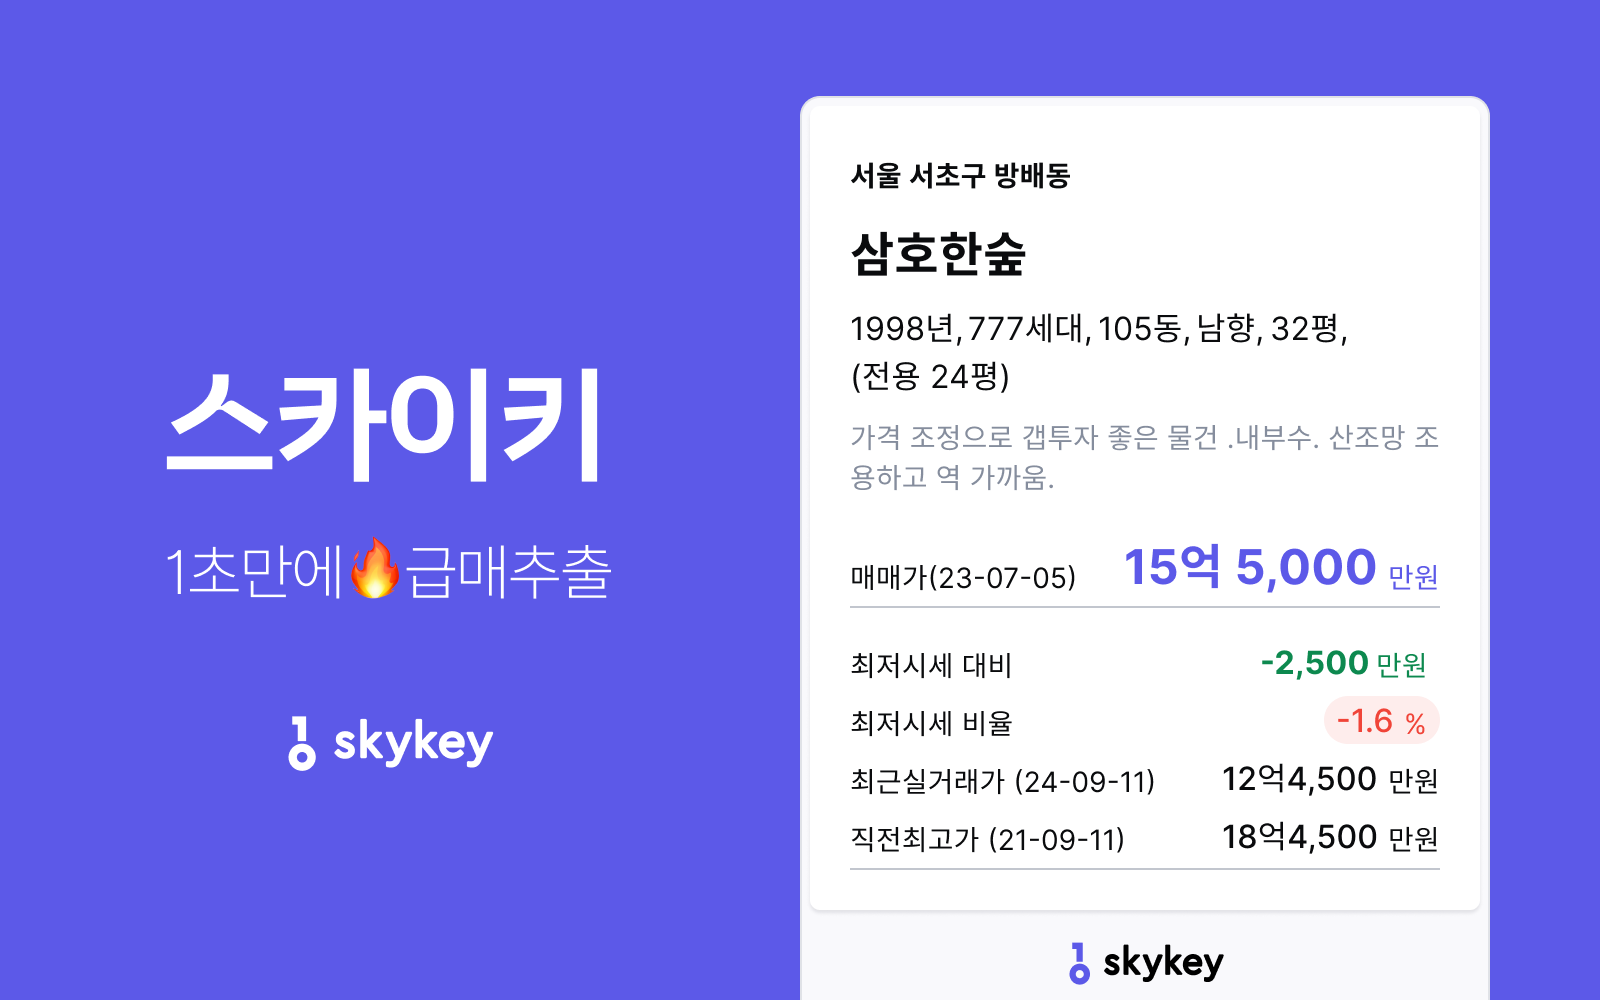 스카이키
1초만에🔥급매추출
skykey
서울 서초구 방배동
삼호한숲
1998년, 777세대, 105동, 남향, 32평,
(전용 24평)
가격 조정으로 갭투자 좋은 물건 .내부수. 산조망 조
용하고 역 가까움.
매매가(23-07-05) 15억 5,000 만원
최저시세 대비 -2,500 만원
최저시세 비율 -1.6 %
최근실거래가 (24-09-11) 12억4,500 만원
직전최고가 (21-09-11) 18억4,500 만원
skykey